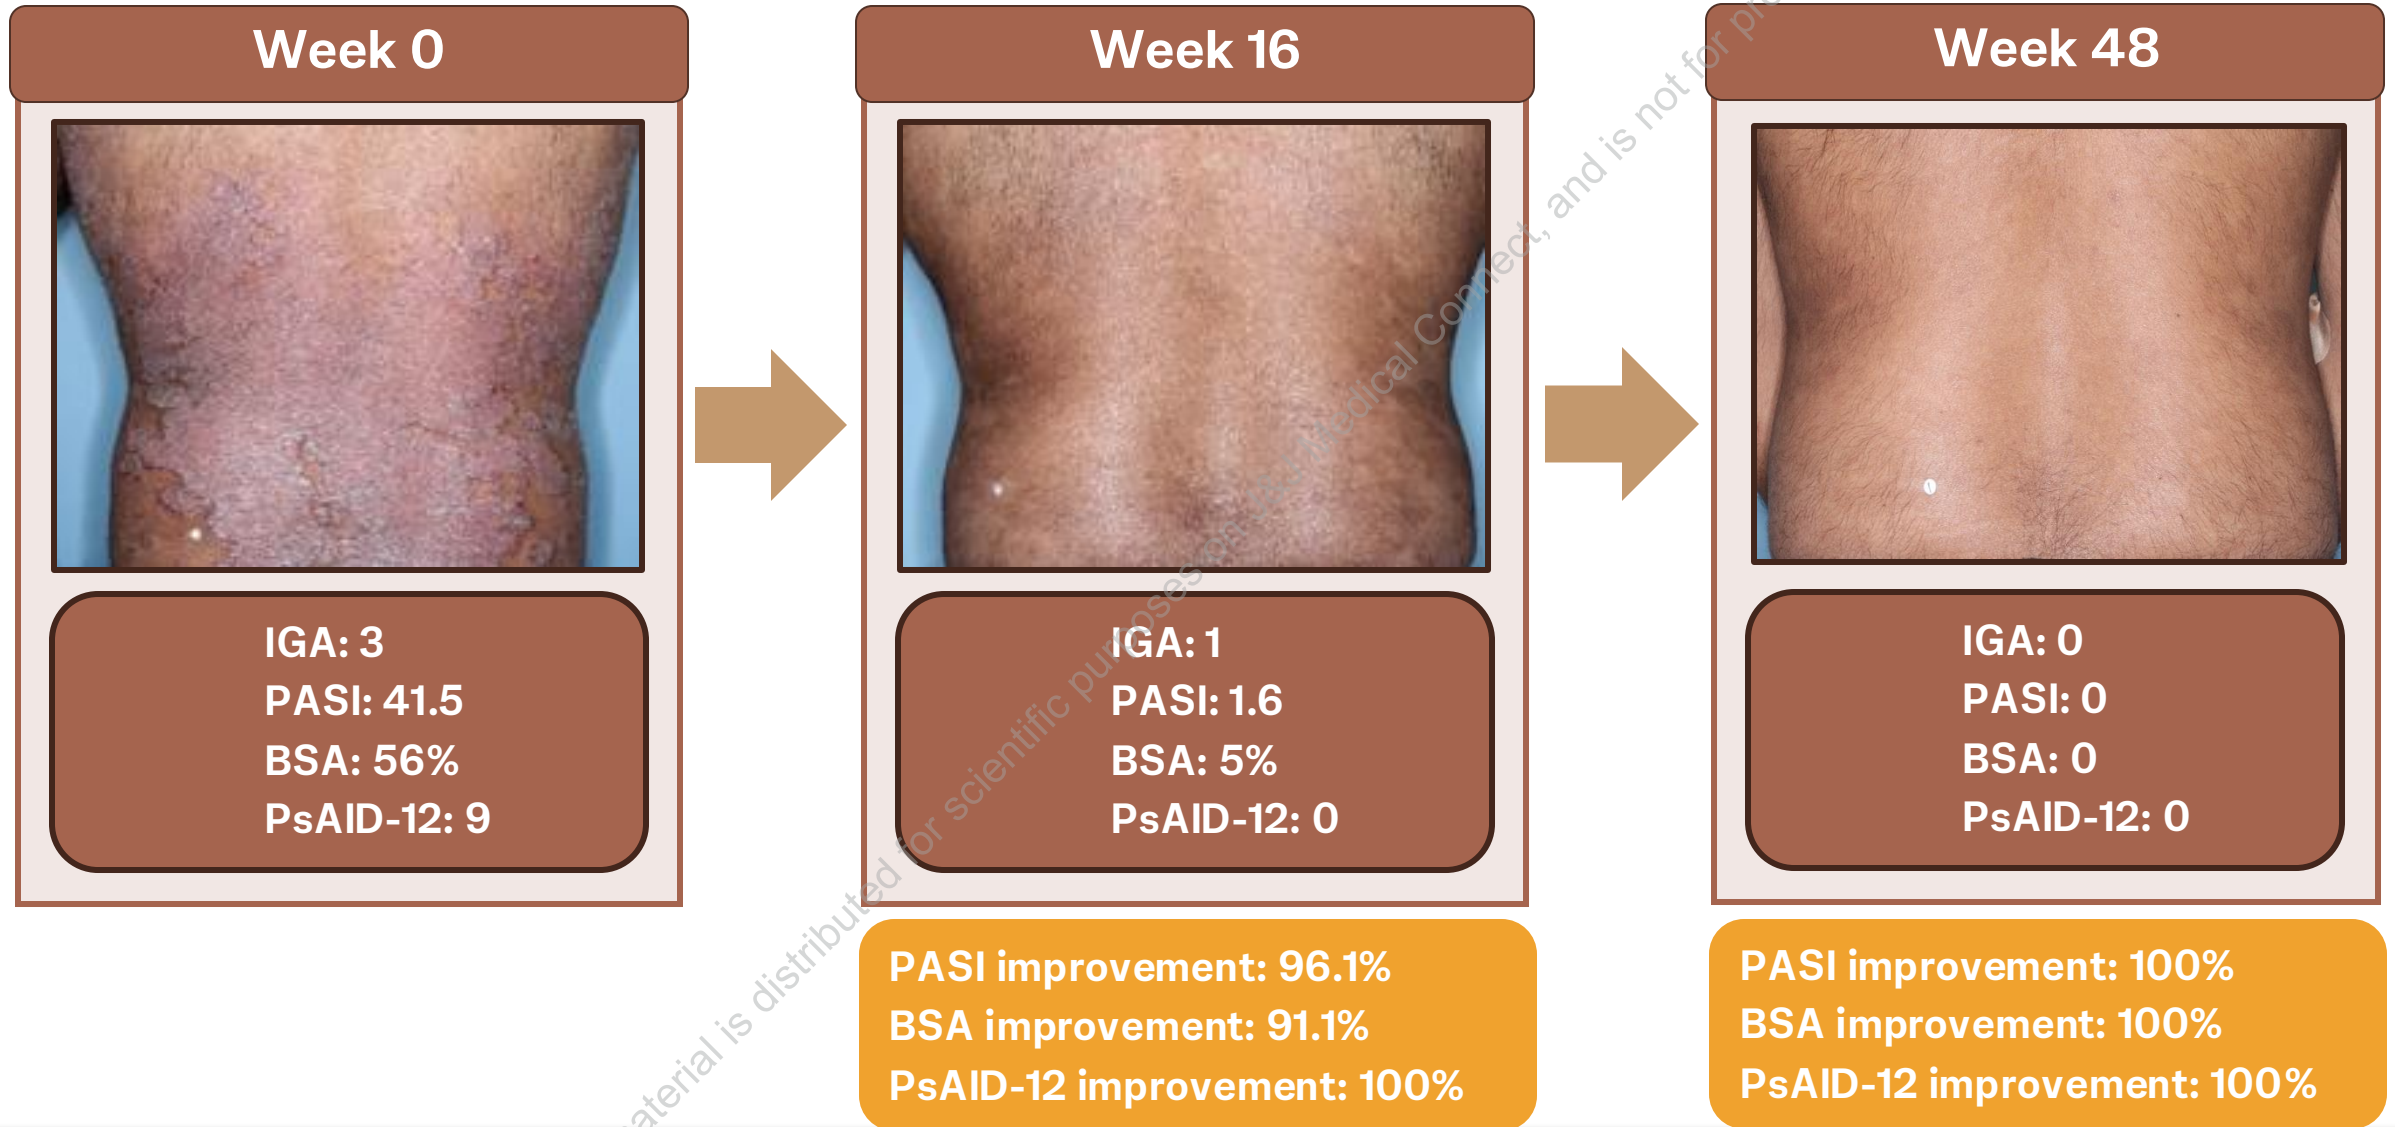 Week 0
IGA: 3
PASI: 41.5
BSA: 56%
PsAID-12: 9
Week 16
IGA: 1
PASI: 1.6
BSA: 5%
PsAID-12: 0
PASI improvement: 96.1%
BSA improvement: 91.1%
PsAID-12 improvement: 100%
Week 48
IGA: 0
PASI: 0
BSA: 0
PsAID-12: 0
PASI improvement: 100%
BSA improvement: 100%
PsAID-12 improvement: 100%
aterial is distributed for scientific purposes on J&J Medical Connect, and is not for pr